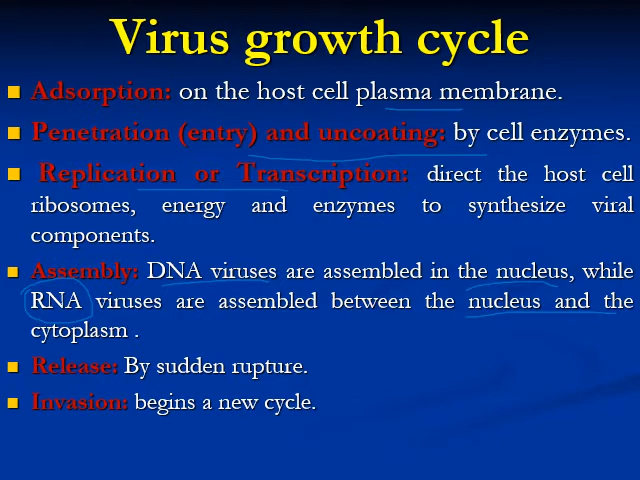 Virus growth cycle
Adsorption: on the host cell plasma membrane.
Penetration (entry) and uncoating: by cell enzymes.
Replication or Transcription: direct the host cell
ribosomes, energy and enzymes to synthesize viral
components.
Assembly: DNA viruses are assembled in the nucleus, while
RNA viruses are assembled between the nucleus and the
cytoplasm .
Release: By sudden rupture.
Invasion: begins a new cycle.